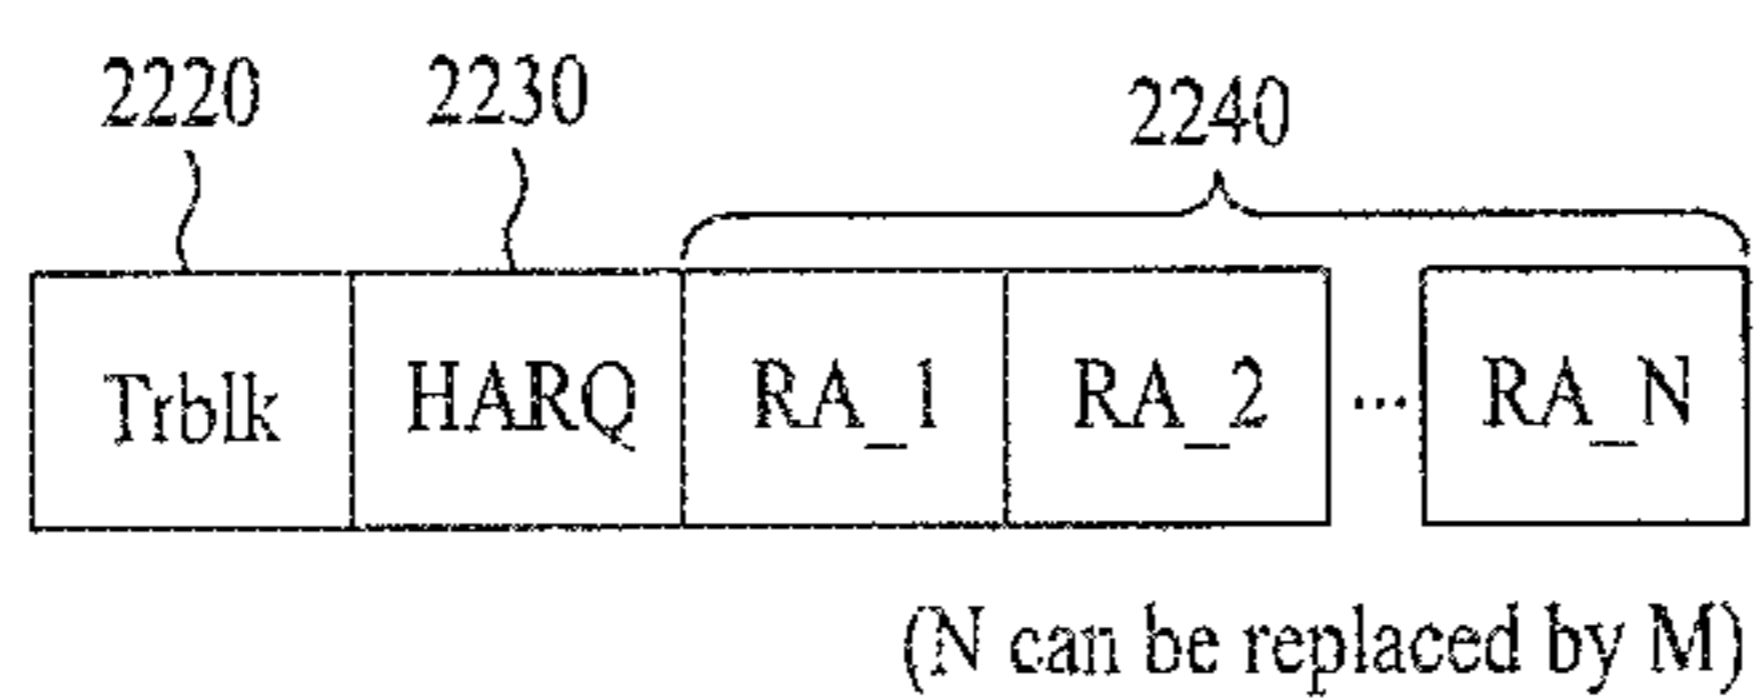 2220 2230 2240
Trblk HARQ RA_1 RA_2 ... RA_N
(N can be replaced by M)